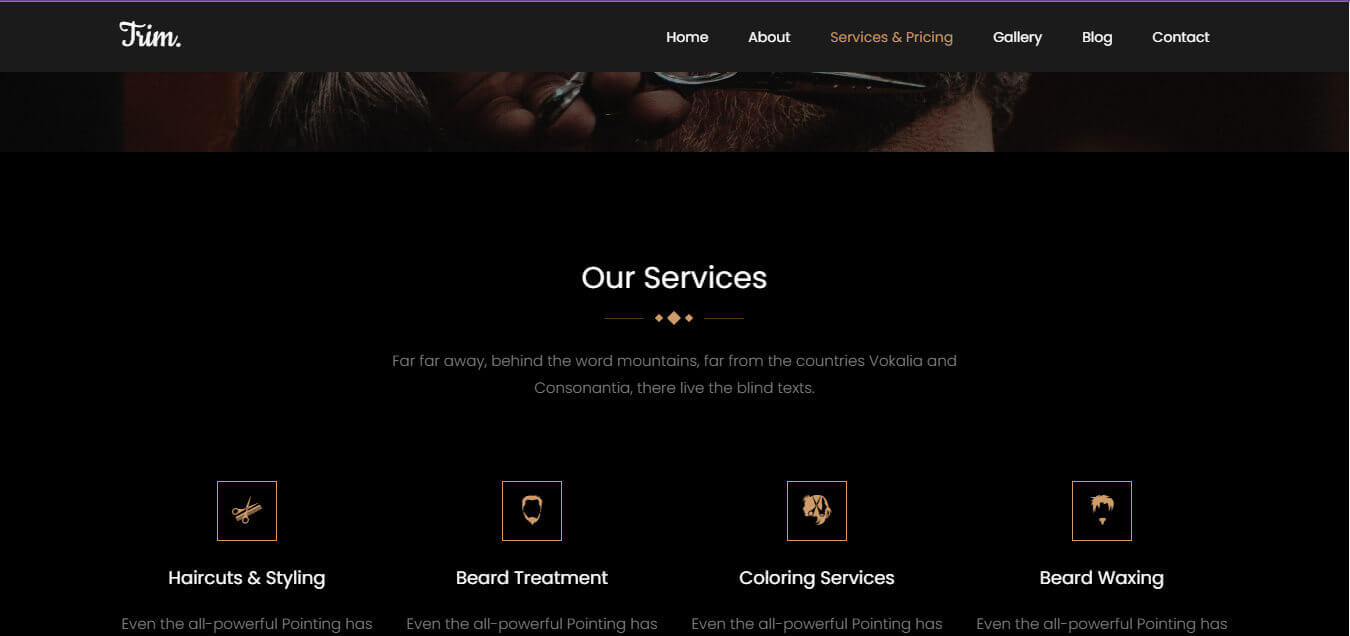 Trim.
Home About Services & Pricing Gallery Blog Contact
Our Services
Far far away, behind the word mountains, far from the countries Vokalia and
Consonantia, there live the blind texts.
Haircuts & Styling Beard Treatment Coloring Services Beard Waxing
Even the all-powerful Pointing has Even the all-powerful Pointing has Even the all-powerful Pointing has Even the all-powerful Pointing has